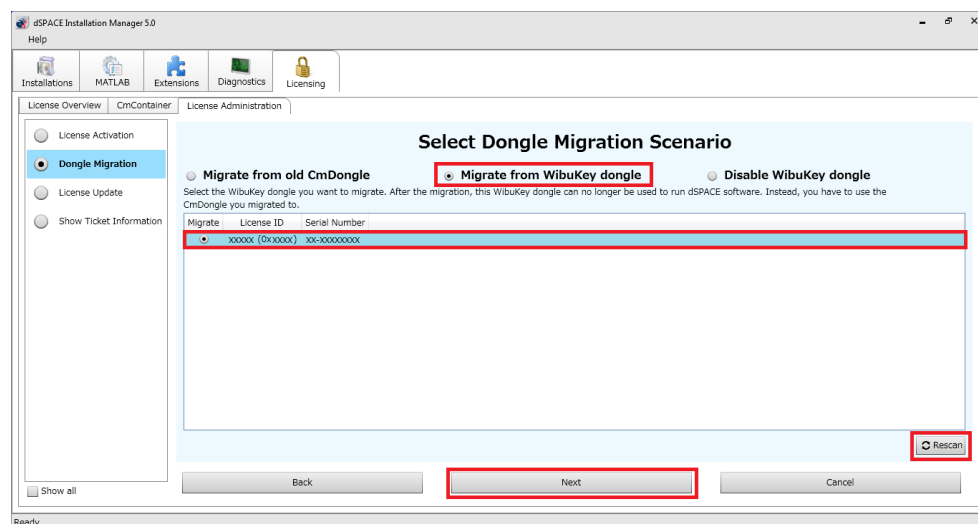 dSPACE Installation Manager 5.0
Help
Installations MATLAB Extensions Diagnostics Licensing
License Overview CmContainer License Administration
License Activation
Dongle Migration
License Update
Show Ticket Information
Show all
Select Dongle Migration Scenario
Migrate from old CmDongle Migrate from WibuKey dongle Disable WibuKey dongle
Select the WibuKey dongle you want to migrate. After the migration, this WibuKey dongle can no longer be used to run dSPACE software. Instead, you have to use the
CmDongle you migrated to.
Migrate License ID Serial Number
xxxxx (0xxxxx) xx-xxxxxxxx
Rescan
Back Next Cancel
Ready